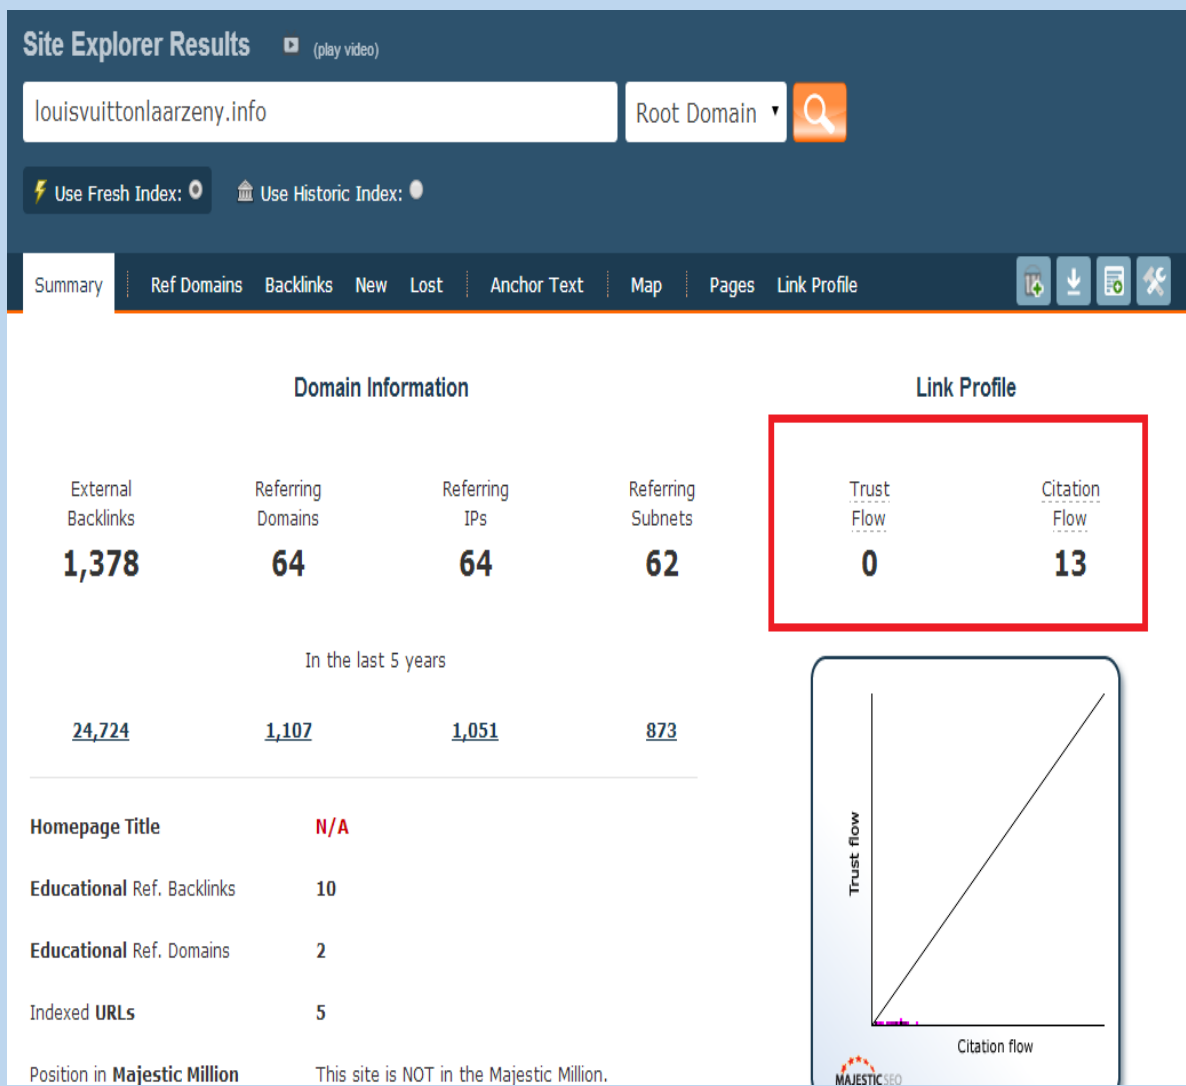 Site Explorer Results (play video)
louisvuittonlaarzeny.info Root Domain
Use Fresh Index: Use Historic Index:
Summary Ref Domains Backlinks New Lost Anchor Text Map Pages Link Profile
Domain Information Link Profile
External Referring Referring Referring Trust Citation
Backlinks Domains IPs Subnets Flow Flow
1,378 64 64 62 0 13
In the last 5 years
24,724 1,107 1,051 873
Homepage Title N/A
Educational Ref. Backlinks 10
Educational Ref. Domains 2
Indexed URLs 5
Position in Majestic Million This site is NOT in the Majestic Million.
Trust flow
Citation flow
MAJESTICSEO